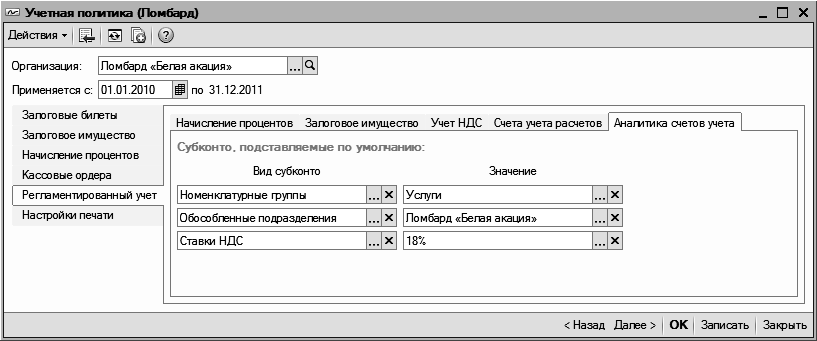 Учетная политика (Ломбард)
Действия
Организация: Ломбард «Белая акация» ...
Применяется с: 01.01.2010 по 31.12.2011
Залоговые билеты
Залоговое имущество
Начисление процентов
Кассовые ордера
Регламентированный учет
Настройки печати
Начисление процентов Залоговое имущество Учет НДС Счета учета расчетов Аналитика счетов учета
Субконто, подставляемые по умолчанию:
Вид субконто Значение
Номенклатурные группы ... Услуги ...
Обособленные подразделения ... Ломбард «Белая акация» ...
Ставки НДС ... 18% ...
< Назад Далее > OK Записать Закрыть